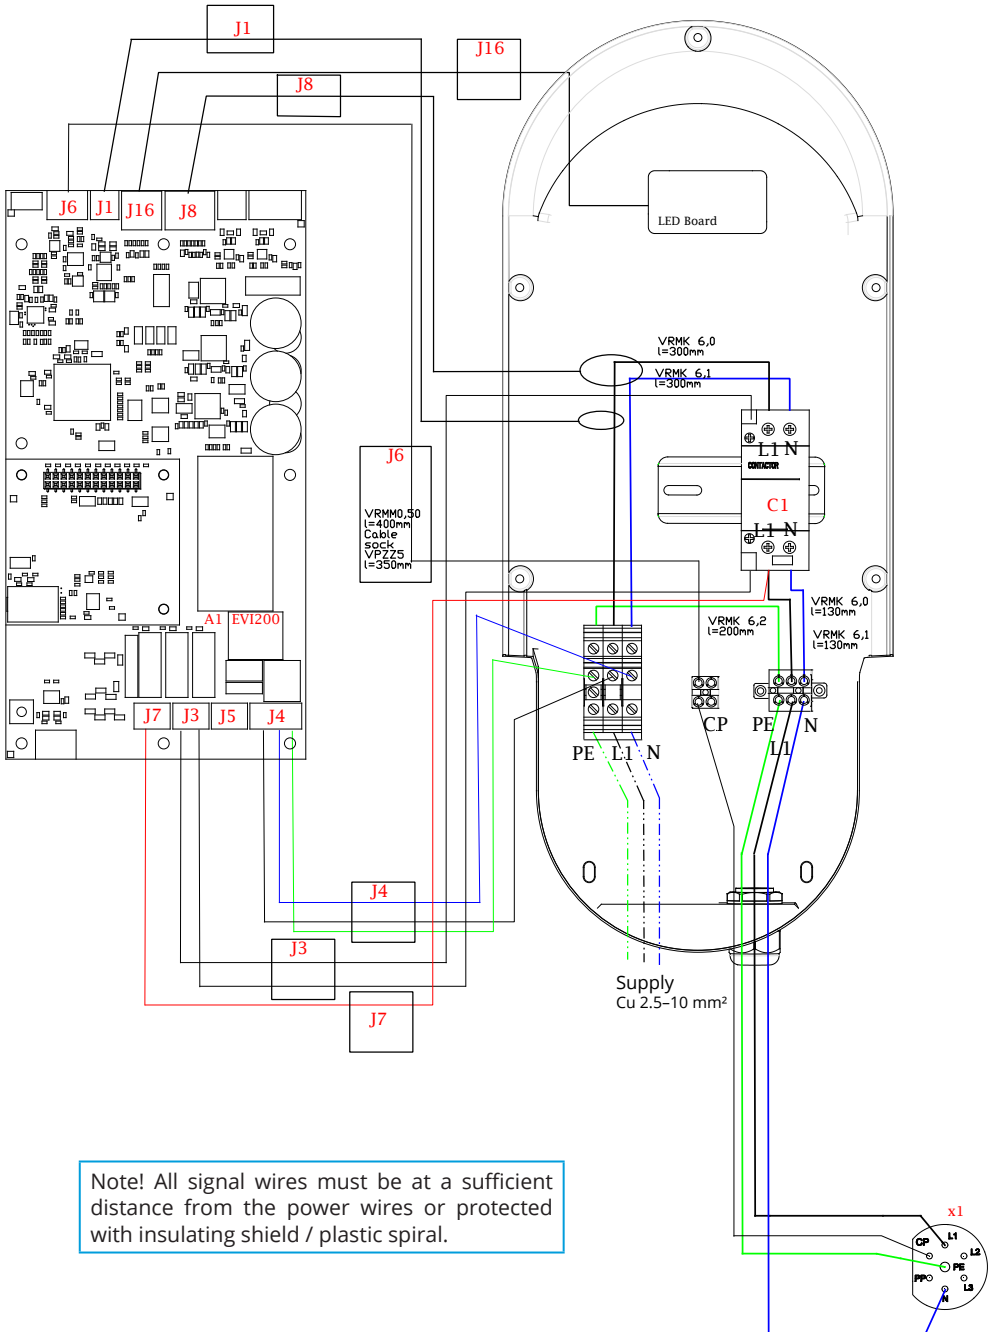 J1
J16
J8
J6
J1
J16
J8
LED Board
VRMK 6,0
l=300mm
VRMK 6,1
l=300mm
J6
VRMM0,50
l=400mm
Cable
sock
VPZZ5
l=350mm
L1 N
CONTACTOR
C1
L1 N
A1 EVI200
VRMK 6,0
l=130mm
VRMK 6,2
l=200mm
VRMK 6,1
l=130mm
J7
J3
J5
J4
CP
PE
N
L1
PE
L1
N
J4
J3
J7
Supply
Cu 2.5–10 mm²
Note! All signal wires must be at a sufficient
distance from the power wires or protected
with insulating shield / plastic spiral.
x1
L1
CP
L2
PE
PP
L3
N